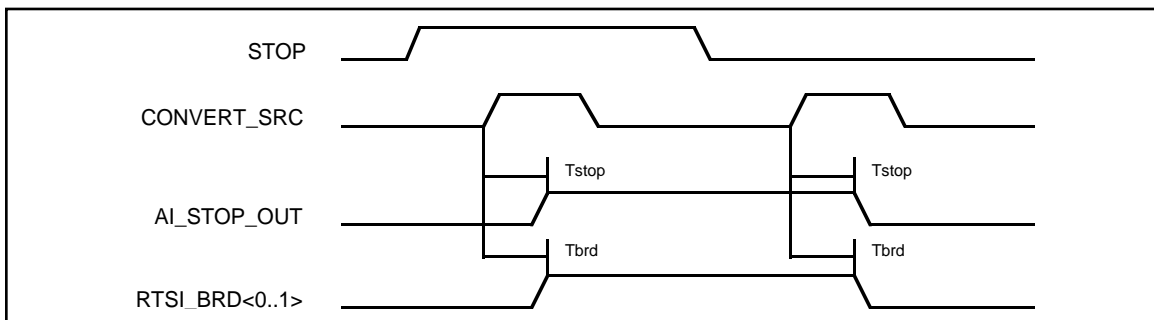 STOP
CONVERT_SRC
Tstop Tstop
AI_STOP_OUT
Tbrd Tbrd
RTSI_BRD<0..1>